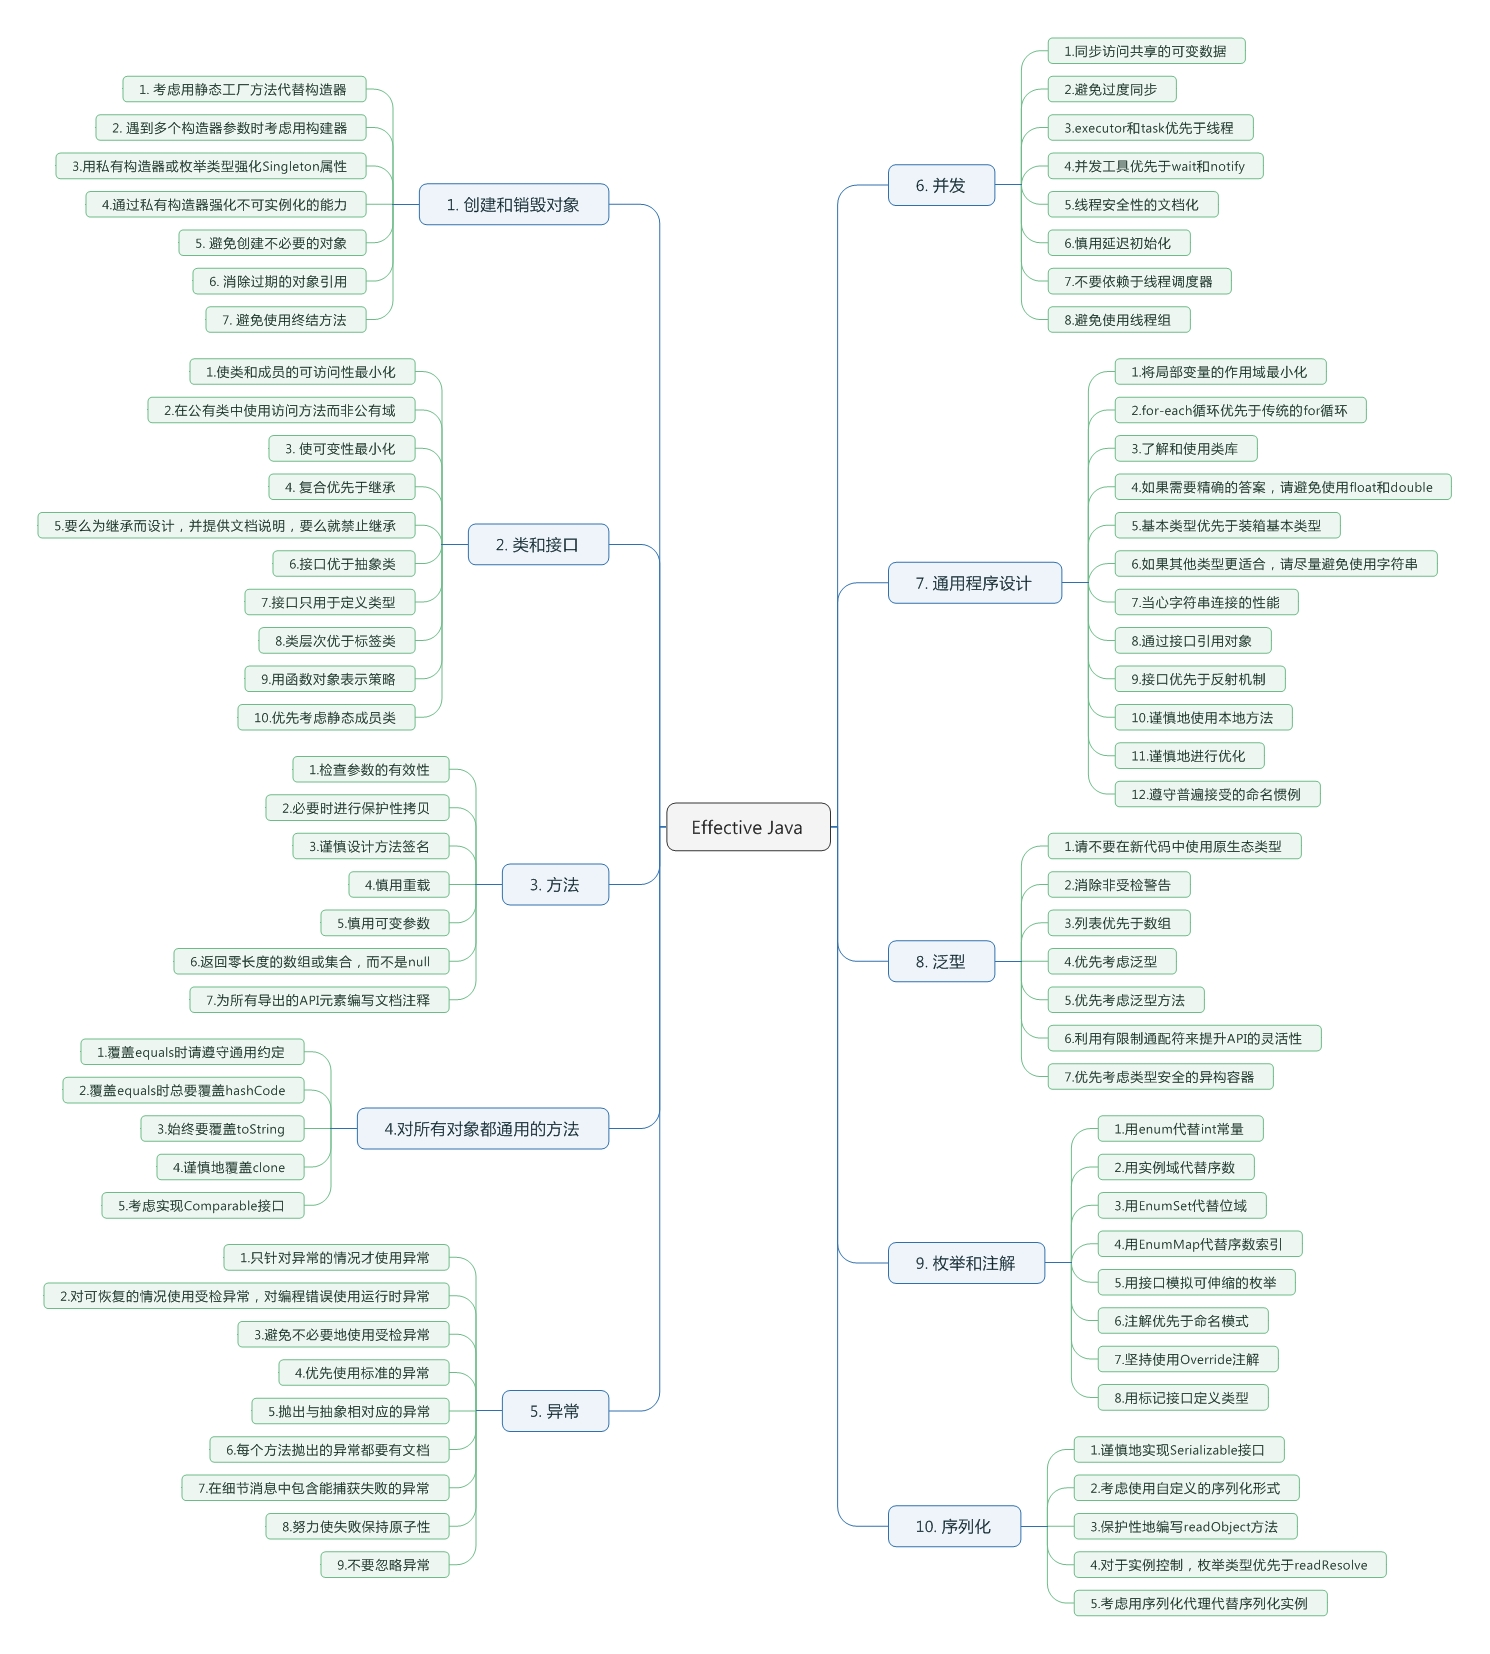 Effective Java
1. 创建和销毁对象
1. 考虑用静态工厂方法代替构造器
2. 遇到多个构造器参数时考虑用构建器
3.用私有构造器或枚举类型强化Singleton属性
4.通过私有构造器强化不可实例化的能力
5. 避免创建不必要的对象
6. 消除过期的对象引用
7. 避免使用终结方法
2. 类和接口
1.使类和成员的可访问性最小化
2.在公有类中使用访问方法而非公有域
3. 使可变性最小化
4. 复合优先于继承
5.要么为继承而设计，并提供文档说明，要么就禁止继承
6.接口优于抽象类
7.接口只用于定义类型
8.类层次优于标签类
9.用函数对象表示策略
10.优先考虑静态成员类
3. 方法
1.检查参数的有效性
2.必要时进行保护性拷贝
3.谨慎设计方法签名
4.慎用重载
5.慎用可变参数
6.返回零长度的数组或集合，而不是null
7.为所有导出的API元素编写文档注释
4.对所有对象都通用的方法
1.覆盖equals时请遵守通用约定
2.覆盖equals时总要覆盖hashCode
3.始终要覆盖toString
4.谨慎地覆盖clone
5.考虑实现Comparable接口
5. 异常
1.只针对异常的情况才使用异常
2.对可恢复的情况使用受检异常，对编程错误使用运行时异常
3.避免不必要地使用受检异常
4.优先使用标准的异常
5.抛出与抽象相对应的异常
6.每个方法抛出的异常都要有文档
7.在细节消息中包含能捕获失败的异常
8.努力使失败保持原子性
9.不要忽略异常
6. 并发
1.同步访问共享的可变数据
2.避免过度同步
3.executor和task优先于线程
4.并发工具优先于wait和notify
5.线程安全性的文档化
6.慎用延迟初始化
7.不要依赖于线程调度器
8.避免使用线程组
7. 通用程序设计
1.将局部变量的作用域最小化
2.for-each循环优先于传统的for循环
3.了解和使用类库
4.如果需要精确的答案，请避免使用float和double
5.基本类型优先于装箱基本类型
6.如果其他类型更适合，请尽量避免使用字符串
7.当心字符串连接的性能
8.通过接口引用对象
9.接口优先于反射机制
10.谨慎地使用本地方法
11.谨慎地进行优化
12.遵守普遍接受的命名惯例
8. 泛型
1.请不要在新代码中使用原生态类型
2.消除非受检警告
3.列表优先于数组
4.优先考虑泛型
5.优先考虑泛型方法
6.利用有限制通配符来提升API的灵活性
7.优先考虑类型安全的异构容器
9. 枚举和注解
1.用enum代替int常量
2.用实例域代替序数
3.用EnumSet代替位域
4.用EnumMap代替序数索引
5.用接口模拟可伸缩的枚举
6.注解优先于命名模式
7.坚持使用Override注解
8.用标记接口定义类型
10. 序列化
1.谨慎地实现Serializable接口
2.考虑使用自定义的序列化形式
3.保护性地编写readObject方法
4.对于实例控制，枚举类型优先于readResolve
5.考虑用序列化代理代替序列化实例